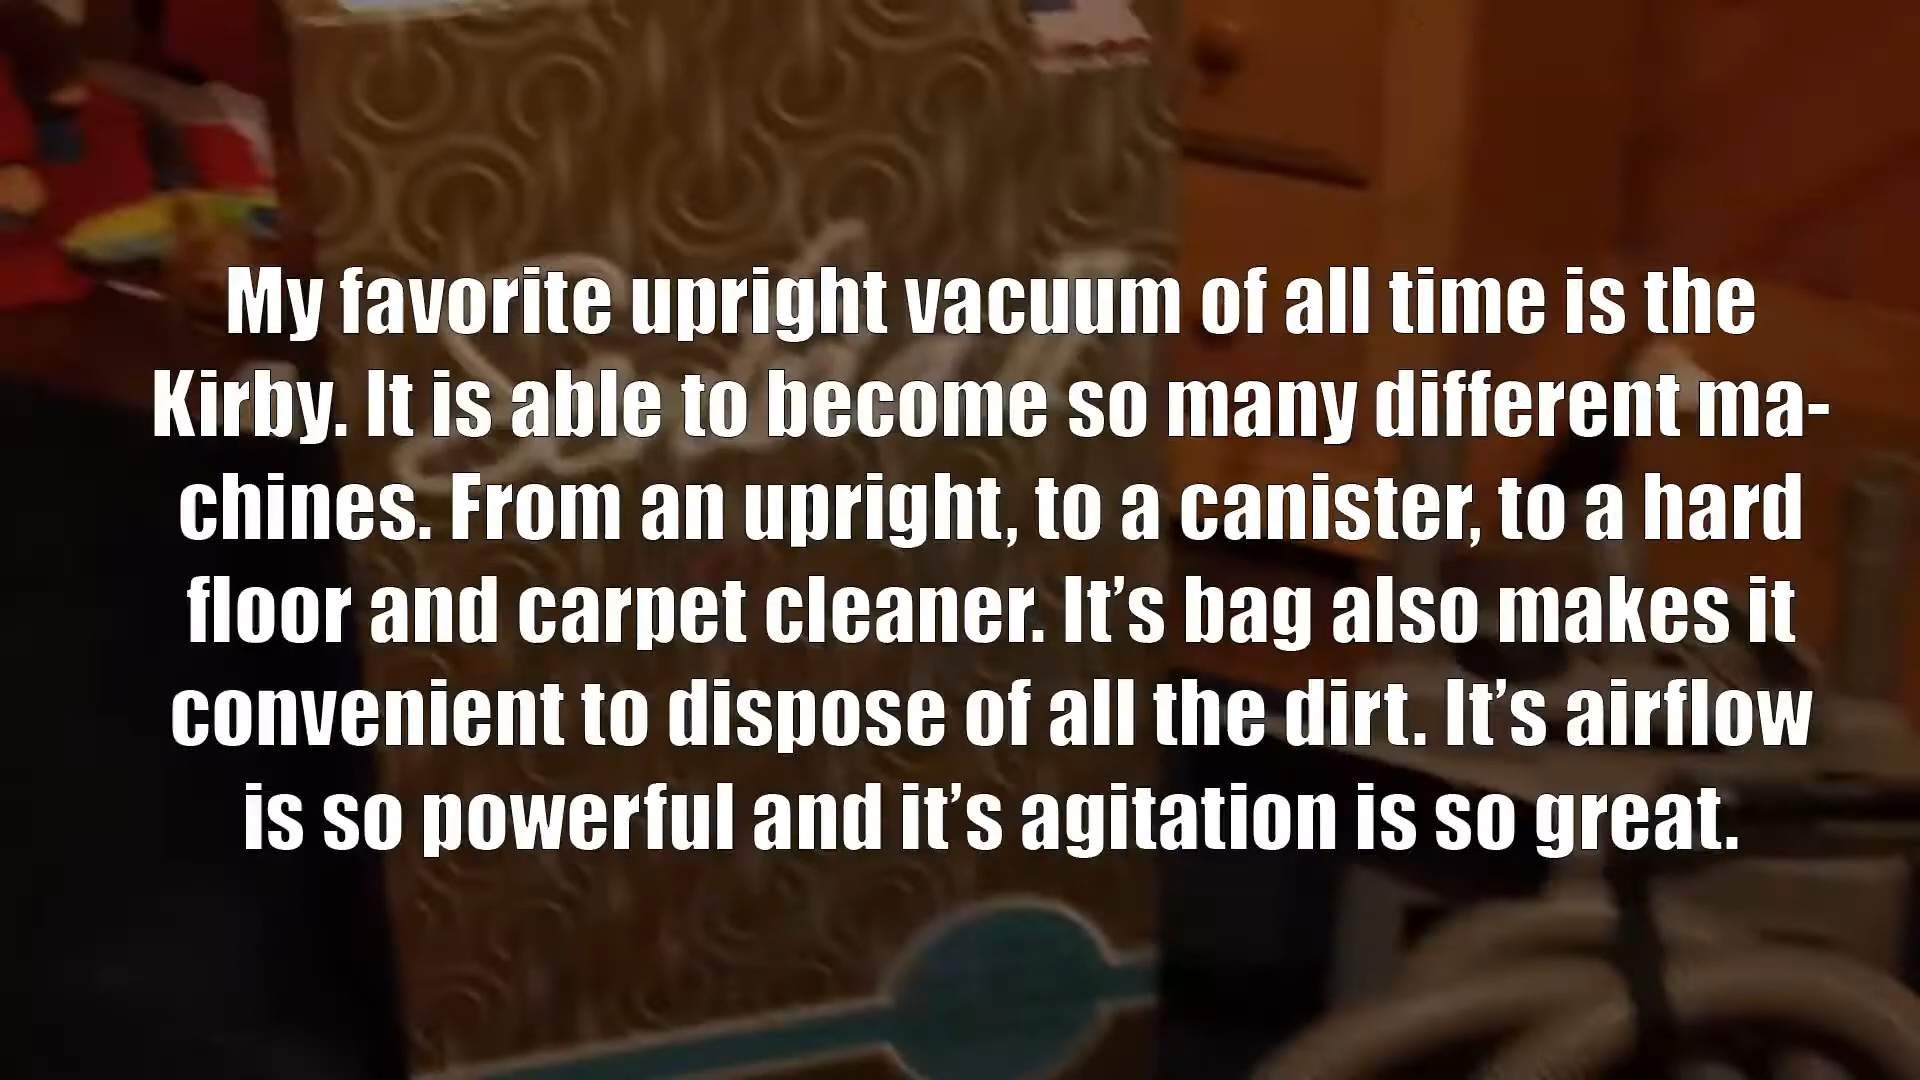 My favorite upright vacuum of all time is the
Kirby. It is able to become so many different ma-
chines. From an upright, to a canister, to a hard
floor and carpet cleaner. It’s bag also makes it
convenient to dispose of all the dirt. It’s airflow
is so powerful and it’s agitation is so great.